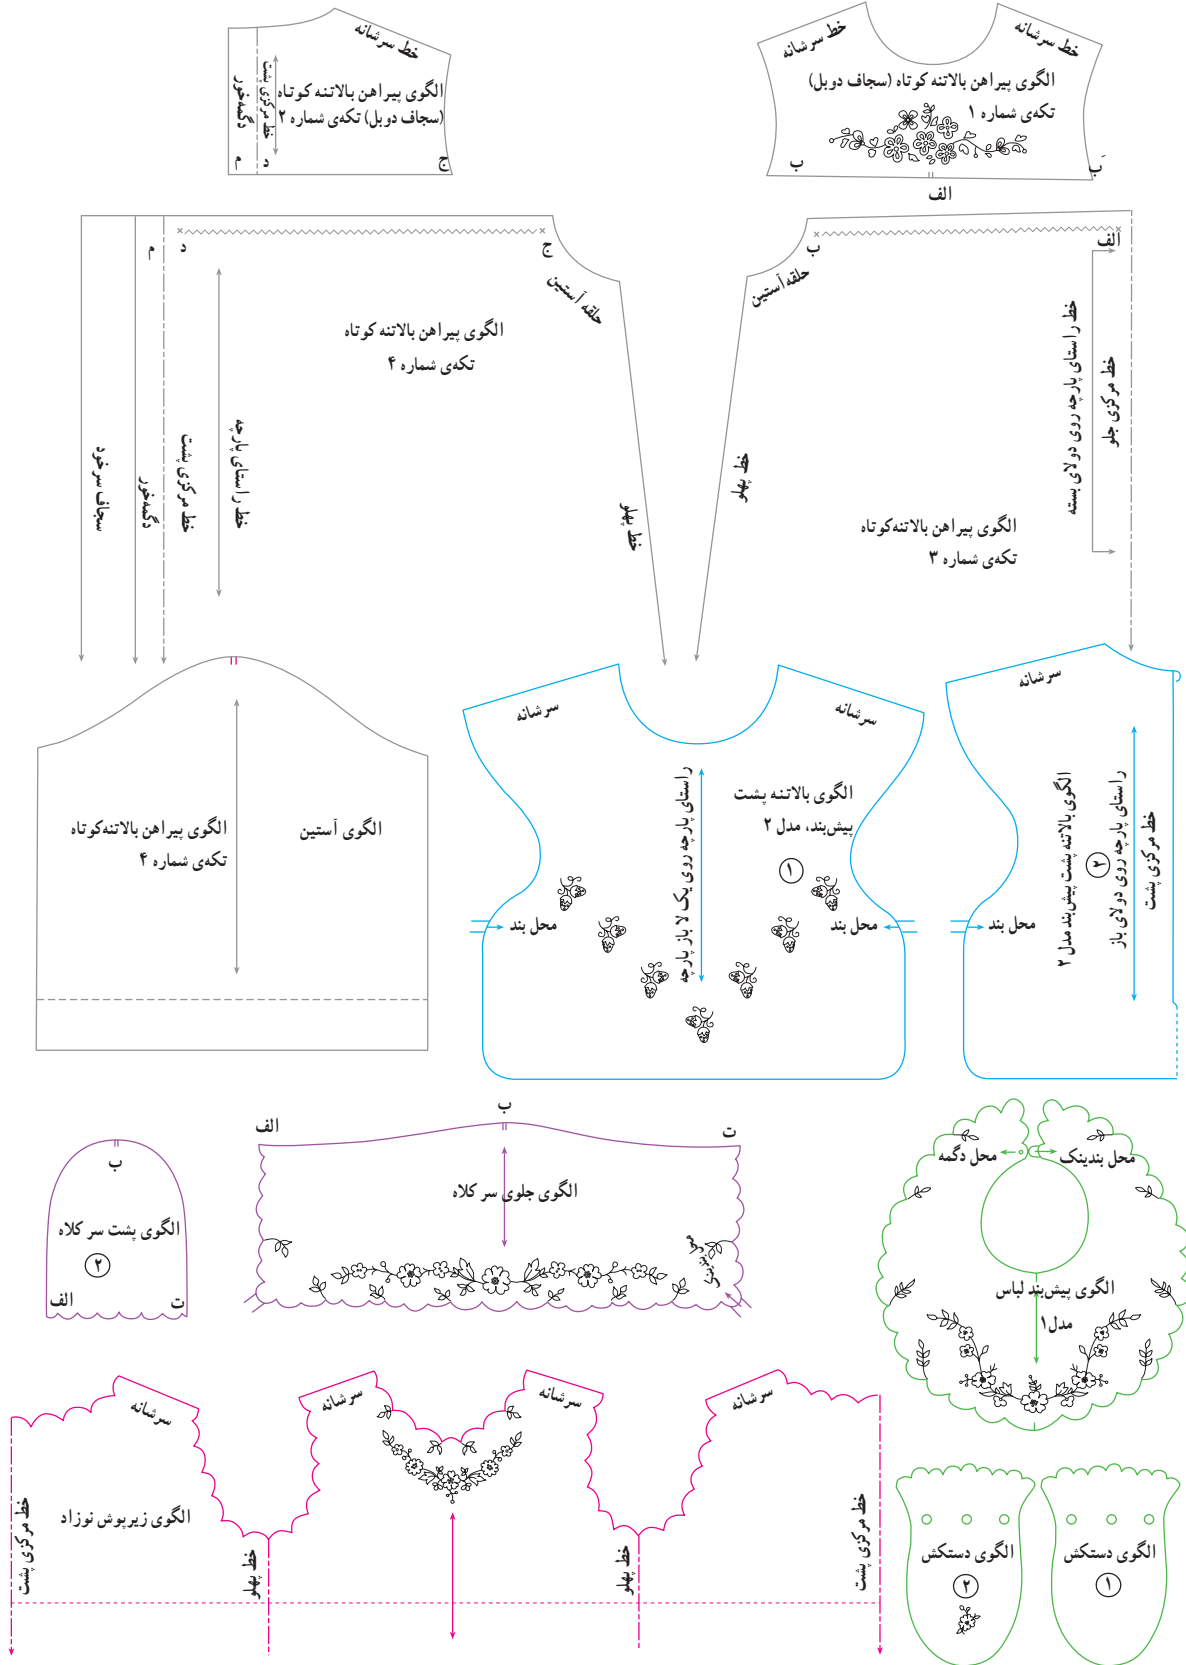 خط سرشانه
خط سرشانه
الگوی پیراهن بالاتنه کوتاه (سجاف دوبل)
تکه‌ی شماره ۱
ب
ب
الف
خط سرشانه
الگوی پیراهن بالاتنه کوتاه
(سجاف دوبل) تکه‌ی شماره ۲
خط مرکزی پشت
دگمه‌خور
ج
د
م
الف
ب
حلقه آستین
خط راستای پارچه روی دولای بسته
خط مرکزی جلو
خط پهلو
الگوی پیراهن بالاتنه کوتاه
تکه‌ی شماره ۳
ج
د
م
حلقه آستین
الگوی پیراهن بالاتنه کوتاه
تکه‌ی شماره ۴
خط پهلو
خط راستای پارچه
خط مرکزی پشت
دگمه‌خور
سجاف سرخود
سرشانه
الگوی بالاتنه پشت پیش‌بند مدل ۲
۲
راستای پارچه روی دولای باز
خط مرکزی پشت
محل بند
سرشانه
سرشانه
الگوی بالاتنه پشت
پیش‌بند، مدل ۲
۱
راستای پارچه روی یک لا باز پارچه
محل بند
محل بند
الگوی آستین
الگوی پیراهن بالاتنه کوتاه
تکه‌ی شماره ۴
محل بندینک
محل دگمه
الگوی پیش‌بند لباس
مدل ۱
ب
ت
الف
الگوی جلوی سر کلاه
ب
الگوی پشت سر کلاه
۲
ت
الف
سرشانه
سرشانه
سرشانه
سرشانه
خط مرکزی پشت
خط پهلو
خط پهلو
الگوی زیرپوش نوزاد
خط مرکزی پشت
الگوی دستکش
۱
الگوی دستکش
۲